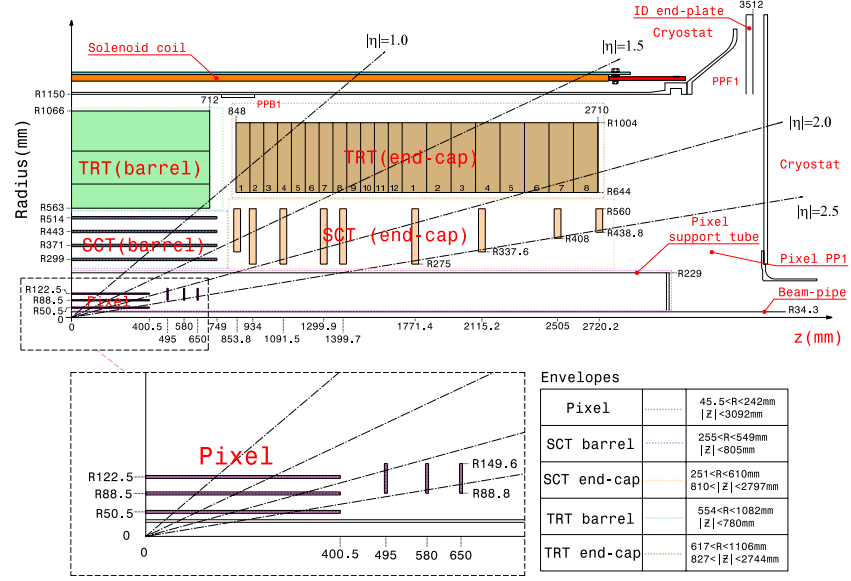 ID end-plate
3512
Cryostat
|η|=1.0
Solenoid coil
|η|=1.5
PPF1
R1150
PPB1
R1066
712
848
2710
R1004
|η|=2.0
Radius(mm)
TRT(barrel)
TRT(end-cap)
Cryostat
1 2 3 4 5 6 7 8 9 10 11 12 1 2 3 4 5 6 7 8
R644
R563
R514
R443
R371
R299
SCT(barrel)
SCT (end-cap)
R560
R438.8
R408
R337.6
R275
|η|=2.5
Pixel
support tube
Pixel PP1
R229
R122.5
R88.5
R50.5
0
Pixel
Beam-pipe
R34.3
0
400.5
495
580
650
749
853.8
934
1091.5
1299.9
1399.7
1771.4
2115.2
2505
2720.2
z(mm)
Pixel
R122.5
R88.5
R50.5
0
R149.6
R88.8
0
400.5
495
580
650
Envelopes
Pixel
45.5<R<242mm
|Z|<3092mm
SCT barrel
255<R<549mm
|Z|<805mm
SCT end-cap
251<R<610mm
810<|Z|<2797mm
TRT barrel
554<R<1082mm
|Z|<780mm
TRT end-cap
617<R<1106mm
827<|Z|<2744mm